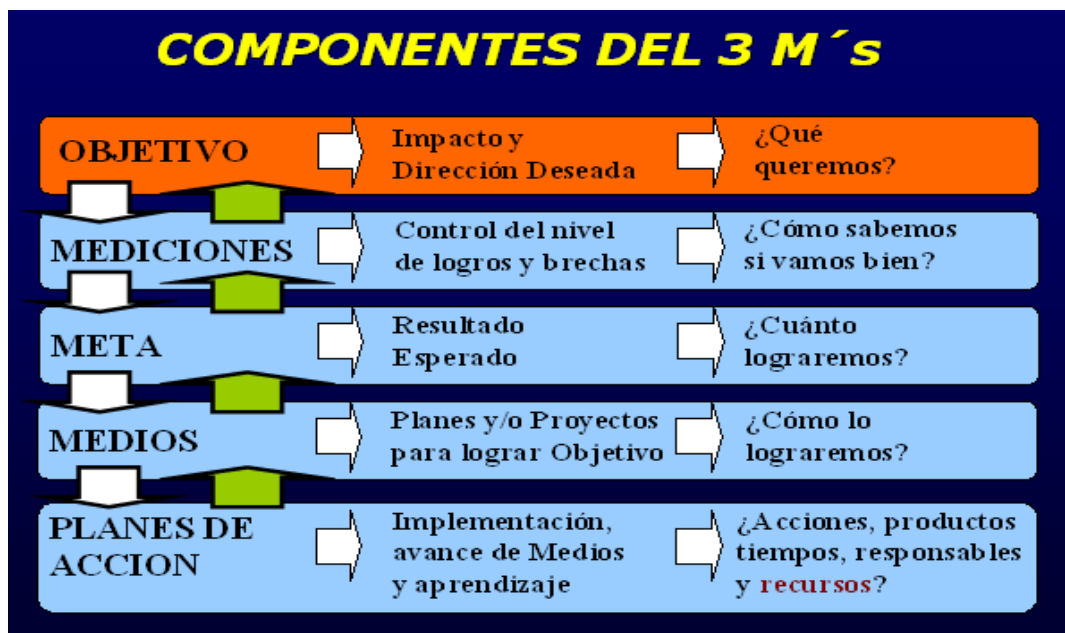 COMPONENTES DEL 3 M´s
OBJETIVO
Impacto y
Dirección Deseada
¿Qué
queremos?
MEDICIONES
Control del nivel
de logros y brechas
¿Cómo sabemos
si vamos bien?
META
Resultado
Esperado
¿Cuánto
lograremos?
MEDIOS
Planes y/o Proyectos
para lograr Objetivo
¿Cómo lo
lograremos?
PLANES DE
ACCION
Implementación,
avance de Medios
y aprendizaje
¿Acciones, productos
tiempos, responsables
y recursos?